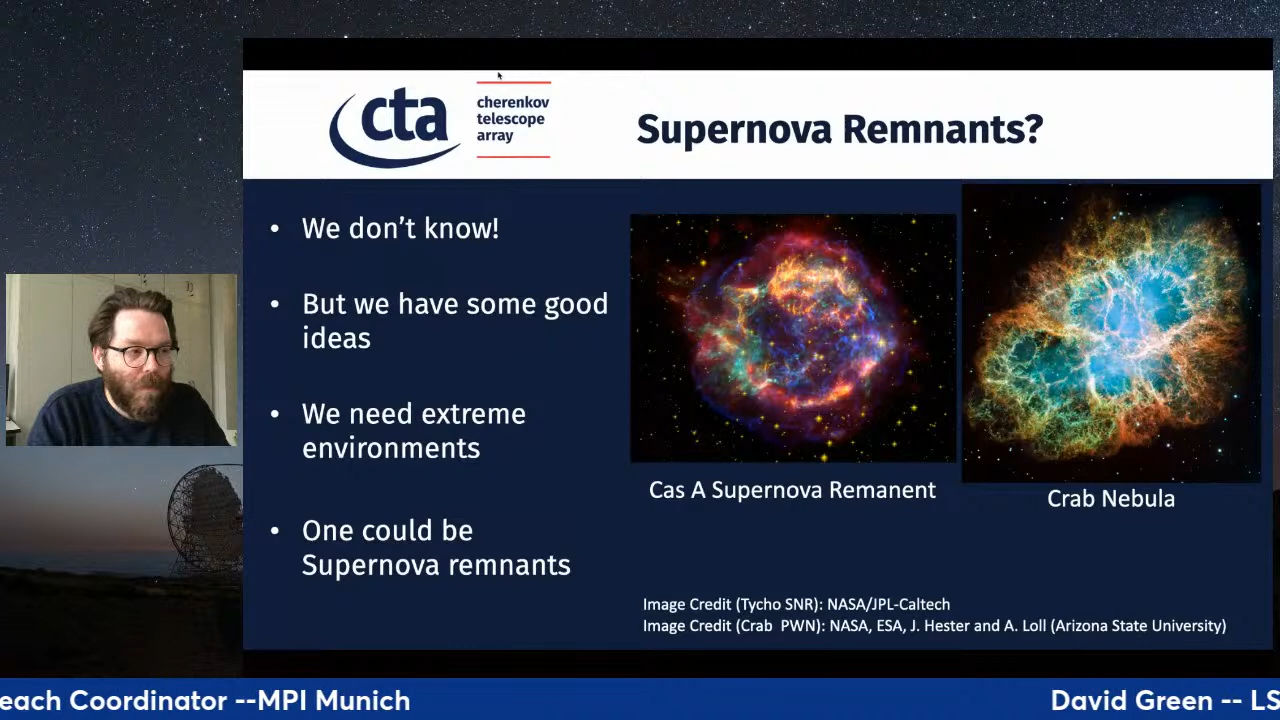 cta
cherenkov
telescope
array
Supernova Remnants?
• We don’t know!
• But we have some good
ideas
• We need extreme
environments
• One could be
Supernova remnants
Cas A Supernova Remanent
Crab Nebula
Image Credit (Tycho SNR): NASA/JPL-Caltech
Image Credit (Crab PWN): NASA, ESA, J. Hester and A. Loll (Arizona State University)
each Coordinator --MPI Munich
David Green -- LS